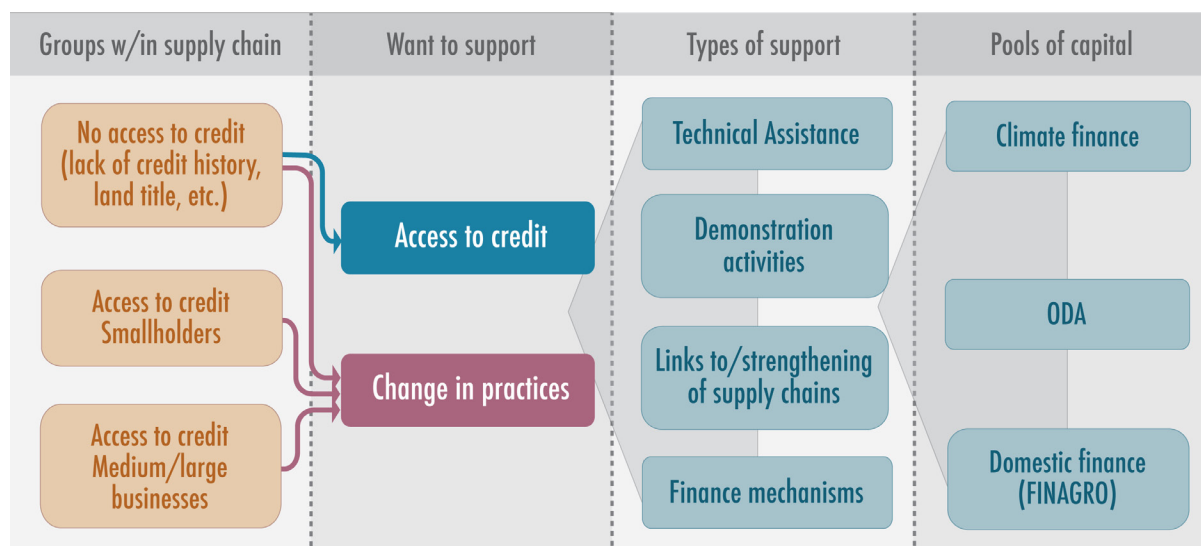 Groups w/in supply chain
Want to support
Types of support
Pools of capital
No access to credit
(lack of credit history,
land title, etc.)
Access to credit
Smallholders
Access to credit
Medium/large
businesses
Access to credit
Change in practices
Technical Assistance
Demonstration
activities
Links to/strengthening
of supply chains
Finance mechanisms
Climate finance
ODA
Domestic finance
(FINAGRO)